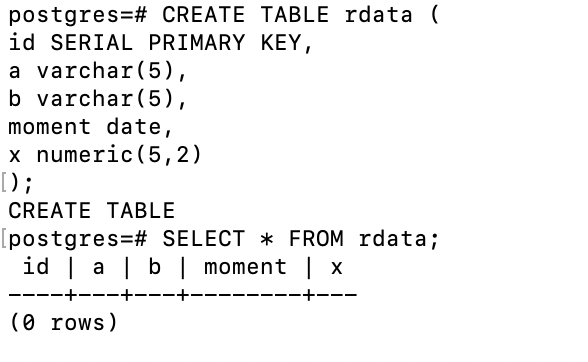 postgres=# CREATE TABLE rdata (
id SERIAL PRIMARY KEY,
a varchar(5),
b varchar(5),
moment date,
x numeric(5,2)
[);
CREATE TABLE
[postgres=# SELECT * FROM rdata;
 id | a | b | moment | x
----+---+---+--------+---
(0 rows)